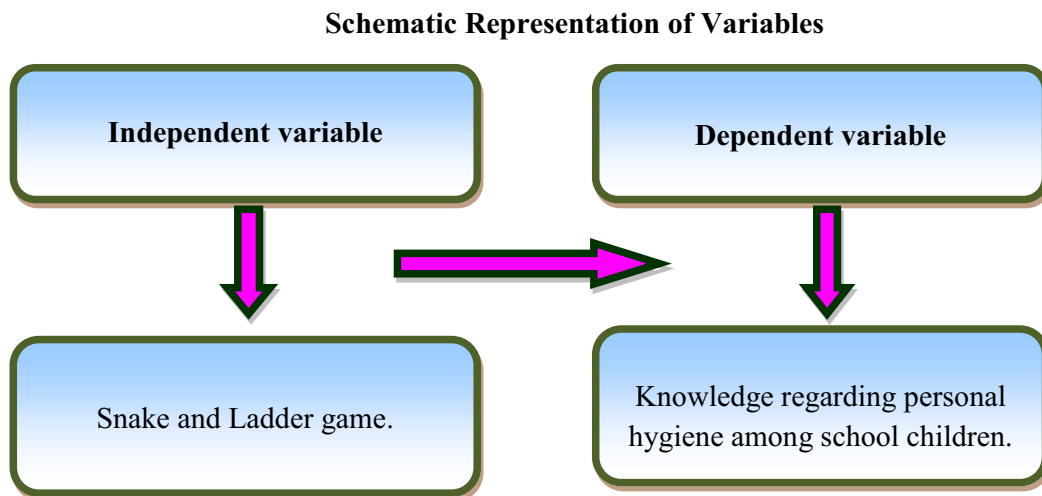 Schematic Representation of Variables
Independent variable
Dependent variable
Snake and Ladder game.
Knowledge regarding personal
hygiene among school children.